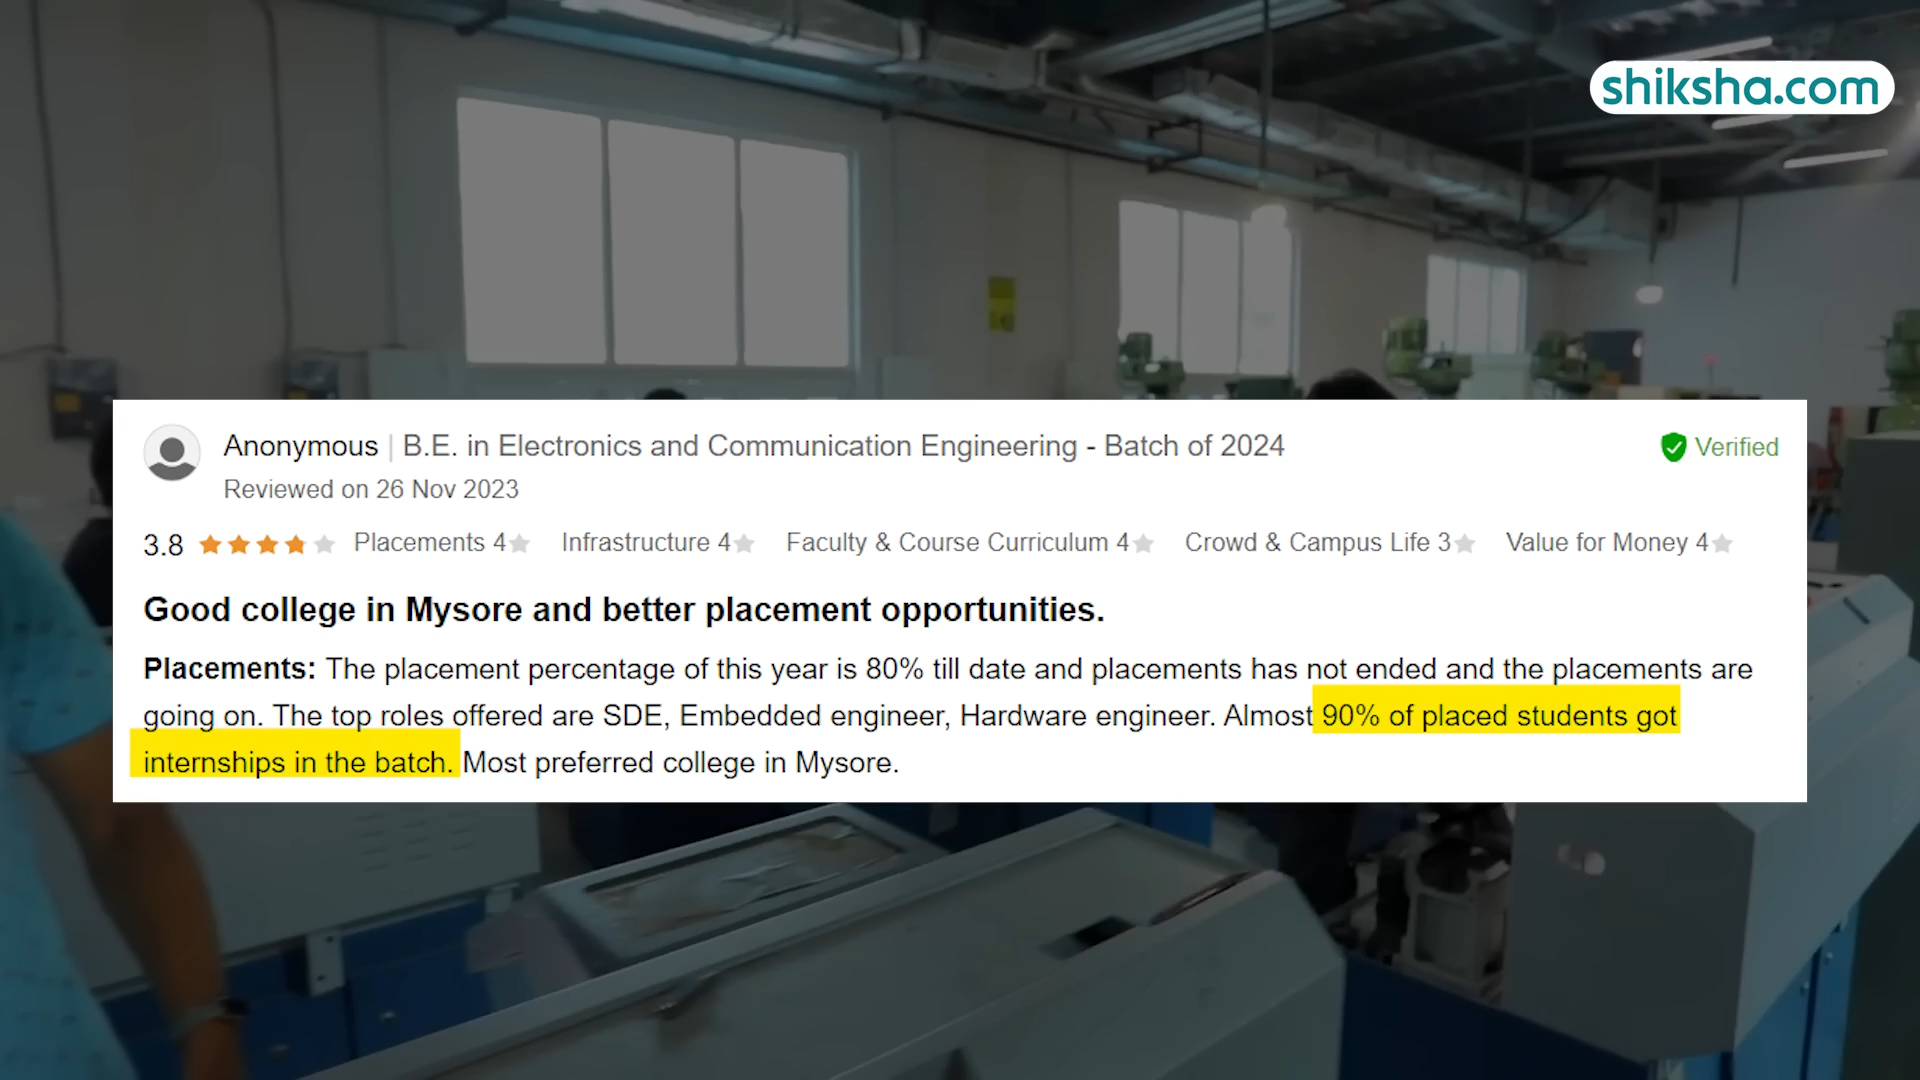 shiksha.com
Anonymous | B.E. in Electronics and Communication Engineering - Batch of 2024
Verified
Reviewed on 26 Nov 2023
3.8 Placements 4 Infrastructure 4 Faculty & Course Curriculum 4 Crowd & Campus Life 3 Value for Money 4
Good college in Mysore and better placement opportunities.
Placements: The placement percentage of this year is 80% till date and placements has not ended and the placements are
going on. The top roles offered are SDE, Embedded engineer, Hardware engineer. Almost 90% of placed students got
internships in the batch. Most preferred college in Mysore.